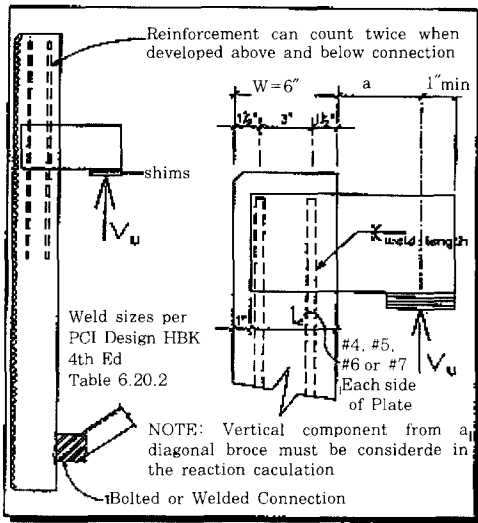 Reinforcement can count twice when
developed above and below connection
W=6" a 1"min
1½" 3" 1½"
shims
Vu
weld length
1"
Weld sizes per
PCI Design HBK
4th Ed
Table 6.20.2
#4, #5,
#6 or #7
Each side
of Plate
Vu
NOTE: Vertical component from a
diagonal broce must be considerde in
the reaction caculation
Bolted or Welded Connection